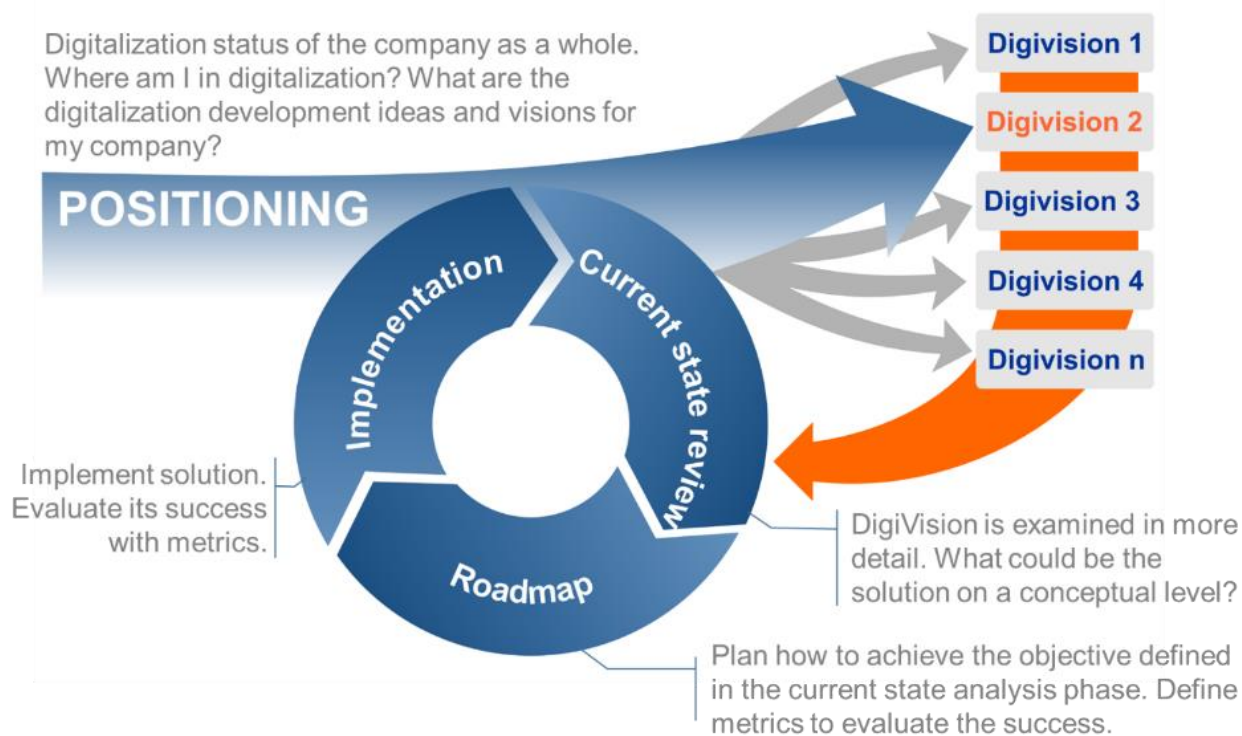 Digitalization status of the company as a whole.
Where am I in digitalization? What are the
digitalization development ideas and visions for
my company?
POSITIONING
Digivision 1
Digivision 2
Digivision 3
Digivision 4
Digivision n
Implementation
Current state review
Roadmap
Implement solution.
Evaluate its success
with metrics.
DigiVision is examined in more
detail. What could be the
solution on a conceptual level?
Plan how to achieve the objective defined
in the current state analysis phase. Define
metrics to evaluate the success.